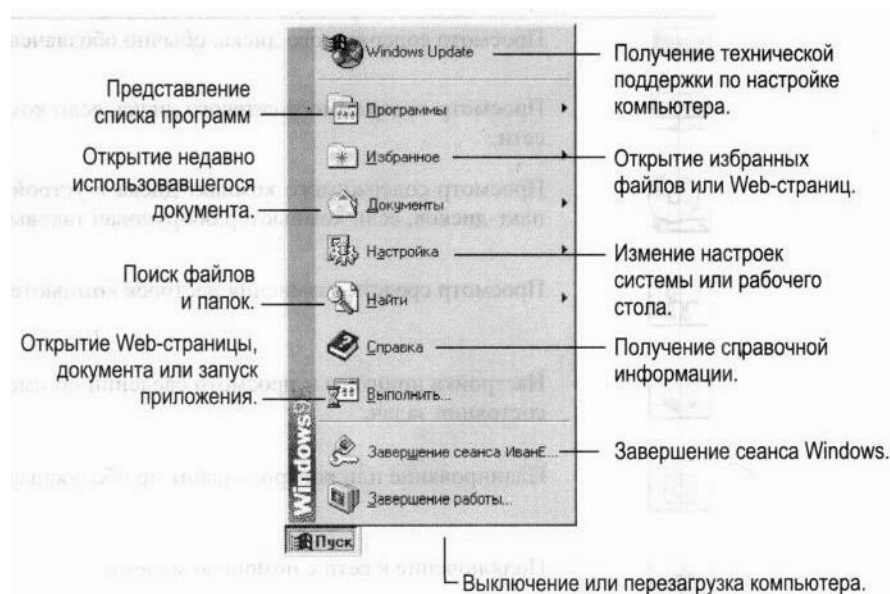 Windows Update
Программы
Избранное
Документы
Настройка
Найти
Справка
Выполнить...
Завершение сеанса ИванЕ...
Завершение работы...
Windows98
Пуск
Представление
списка программ
Открытие недавно
использовавшегося
документа.
Поиск файлов
и папок.
Открытие Web-страницы,
документа или запуск
приложения.
Получение технической
поддержки по настройке
компьютера.
Открытие избранных
файлов или Web-страниц.
Измение настроек
системы или рабочего
стола.
Получение справочной
информации.
Завершение сеанса Windows.
Выключение или перезагрузка компьютера.